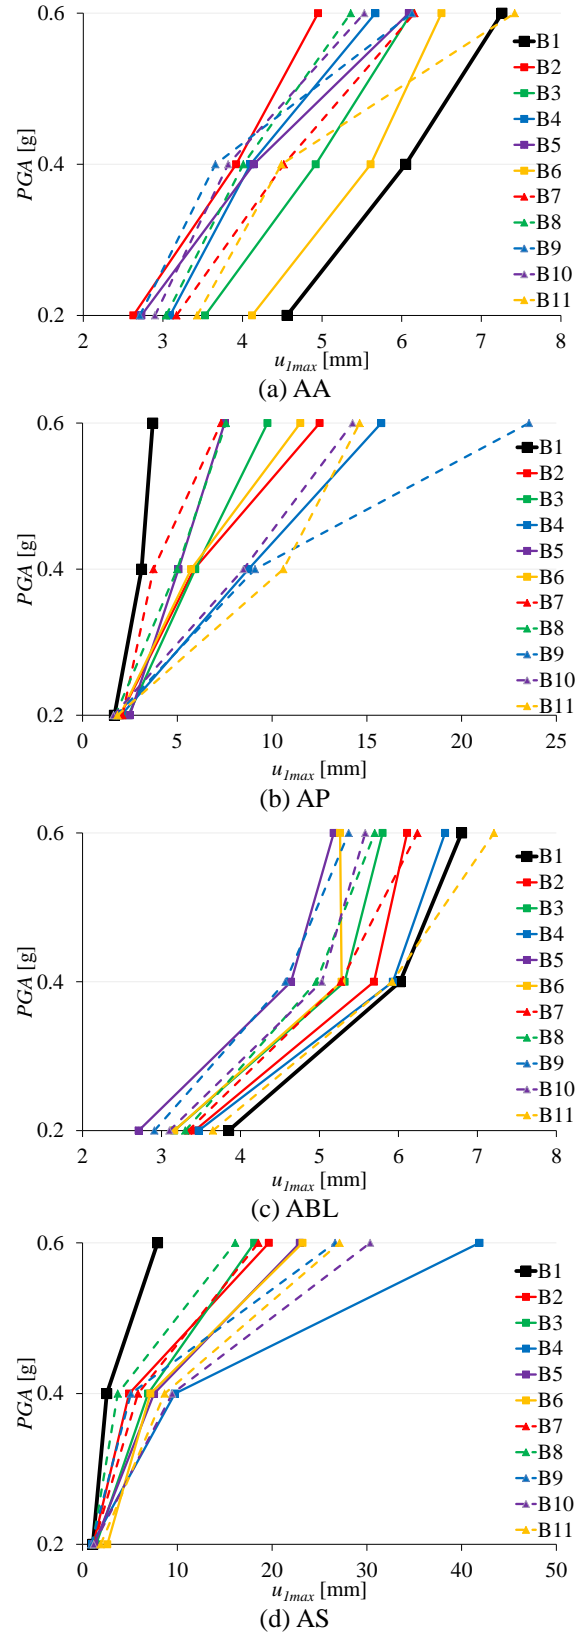 0.6
B1
B2
B3
0.4
B4
B5
B6
B7
B8
B9
B10
B11
0.2
PGA [g]
2 3 4 5 6 7 8
u1max [mm]
(a) AA
0.6
B1
B2
B3
0.4
B4
B5
B6
B7
B8
B9
B10
B11
0.2
PGA [g]
0 5 10 15 20 25
u1max [mm]
(b) AP
0.6
B1
B2
B3
0.4
B4
B5
B6
B7
B8
B9
B10
B11
0.2
PGA [g]
2 3 4 5 6 7 8
u1max [mm]
(c) ABL
0.6
B1
B2
B3
0.4
B4
B5
B6
B7
B8
B9
B10
B11
0.2
PGA [g]
0 10 20 30 40 50
u1max [mm]
(d) AS